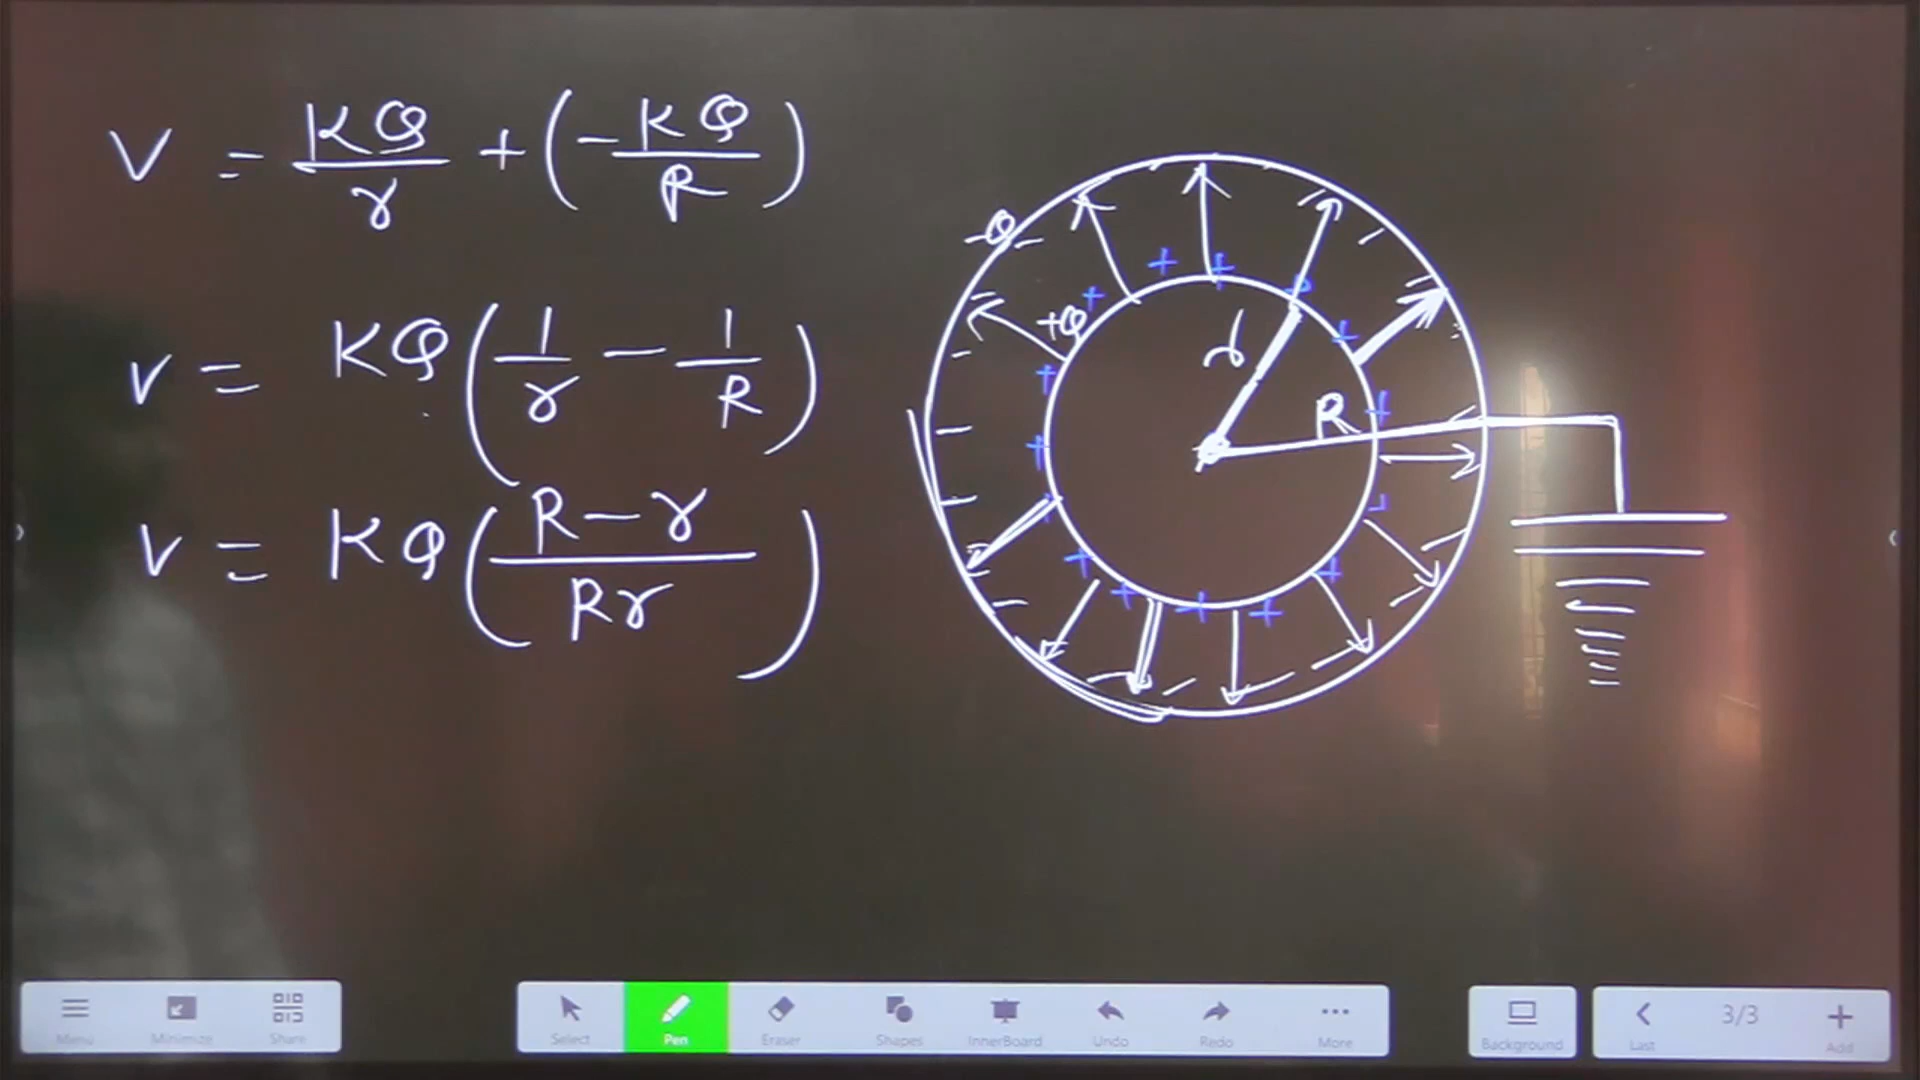 V = KQ/r + (-KQ/R)
V = KQ(1/r - 1/R)
V = KQ(R-r/Rr)
-Q
+Q
r
R
Menu
Minimize
Share
Select
Pen
Eraser
Shapes
InnerBoard
Undo
Redo
More
Background
Last
3/3
Add